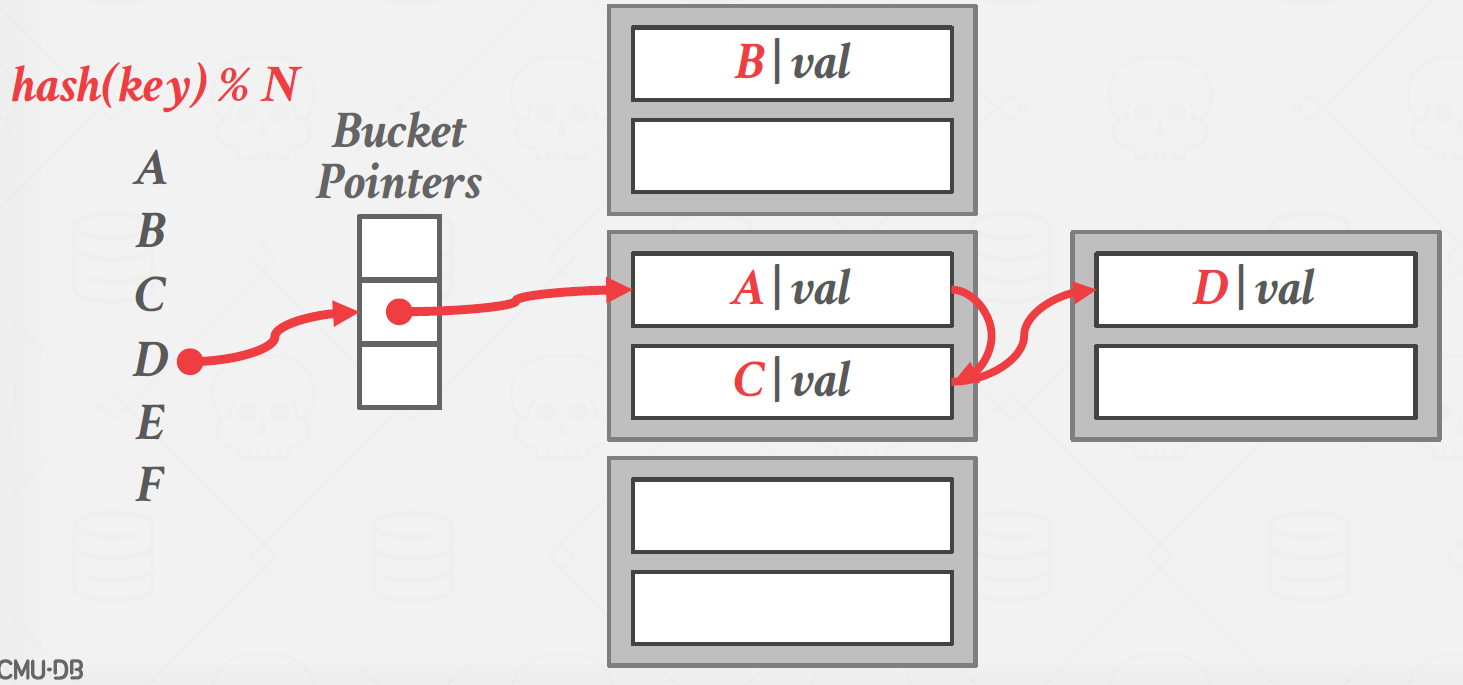 hash(key) % N
Bucket
Pointers
A
B
C
D
E
F
B|val
A|val
C|val
D|val
CMU·DB